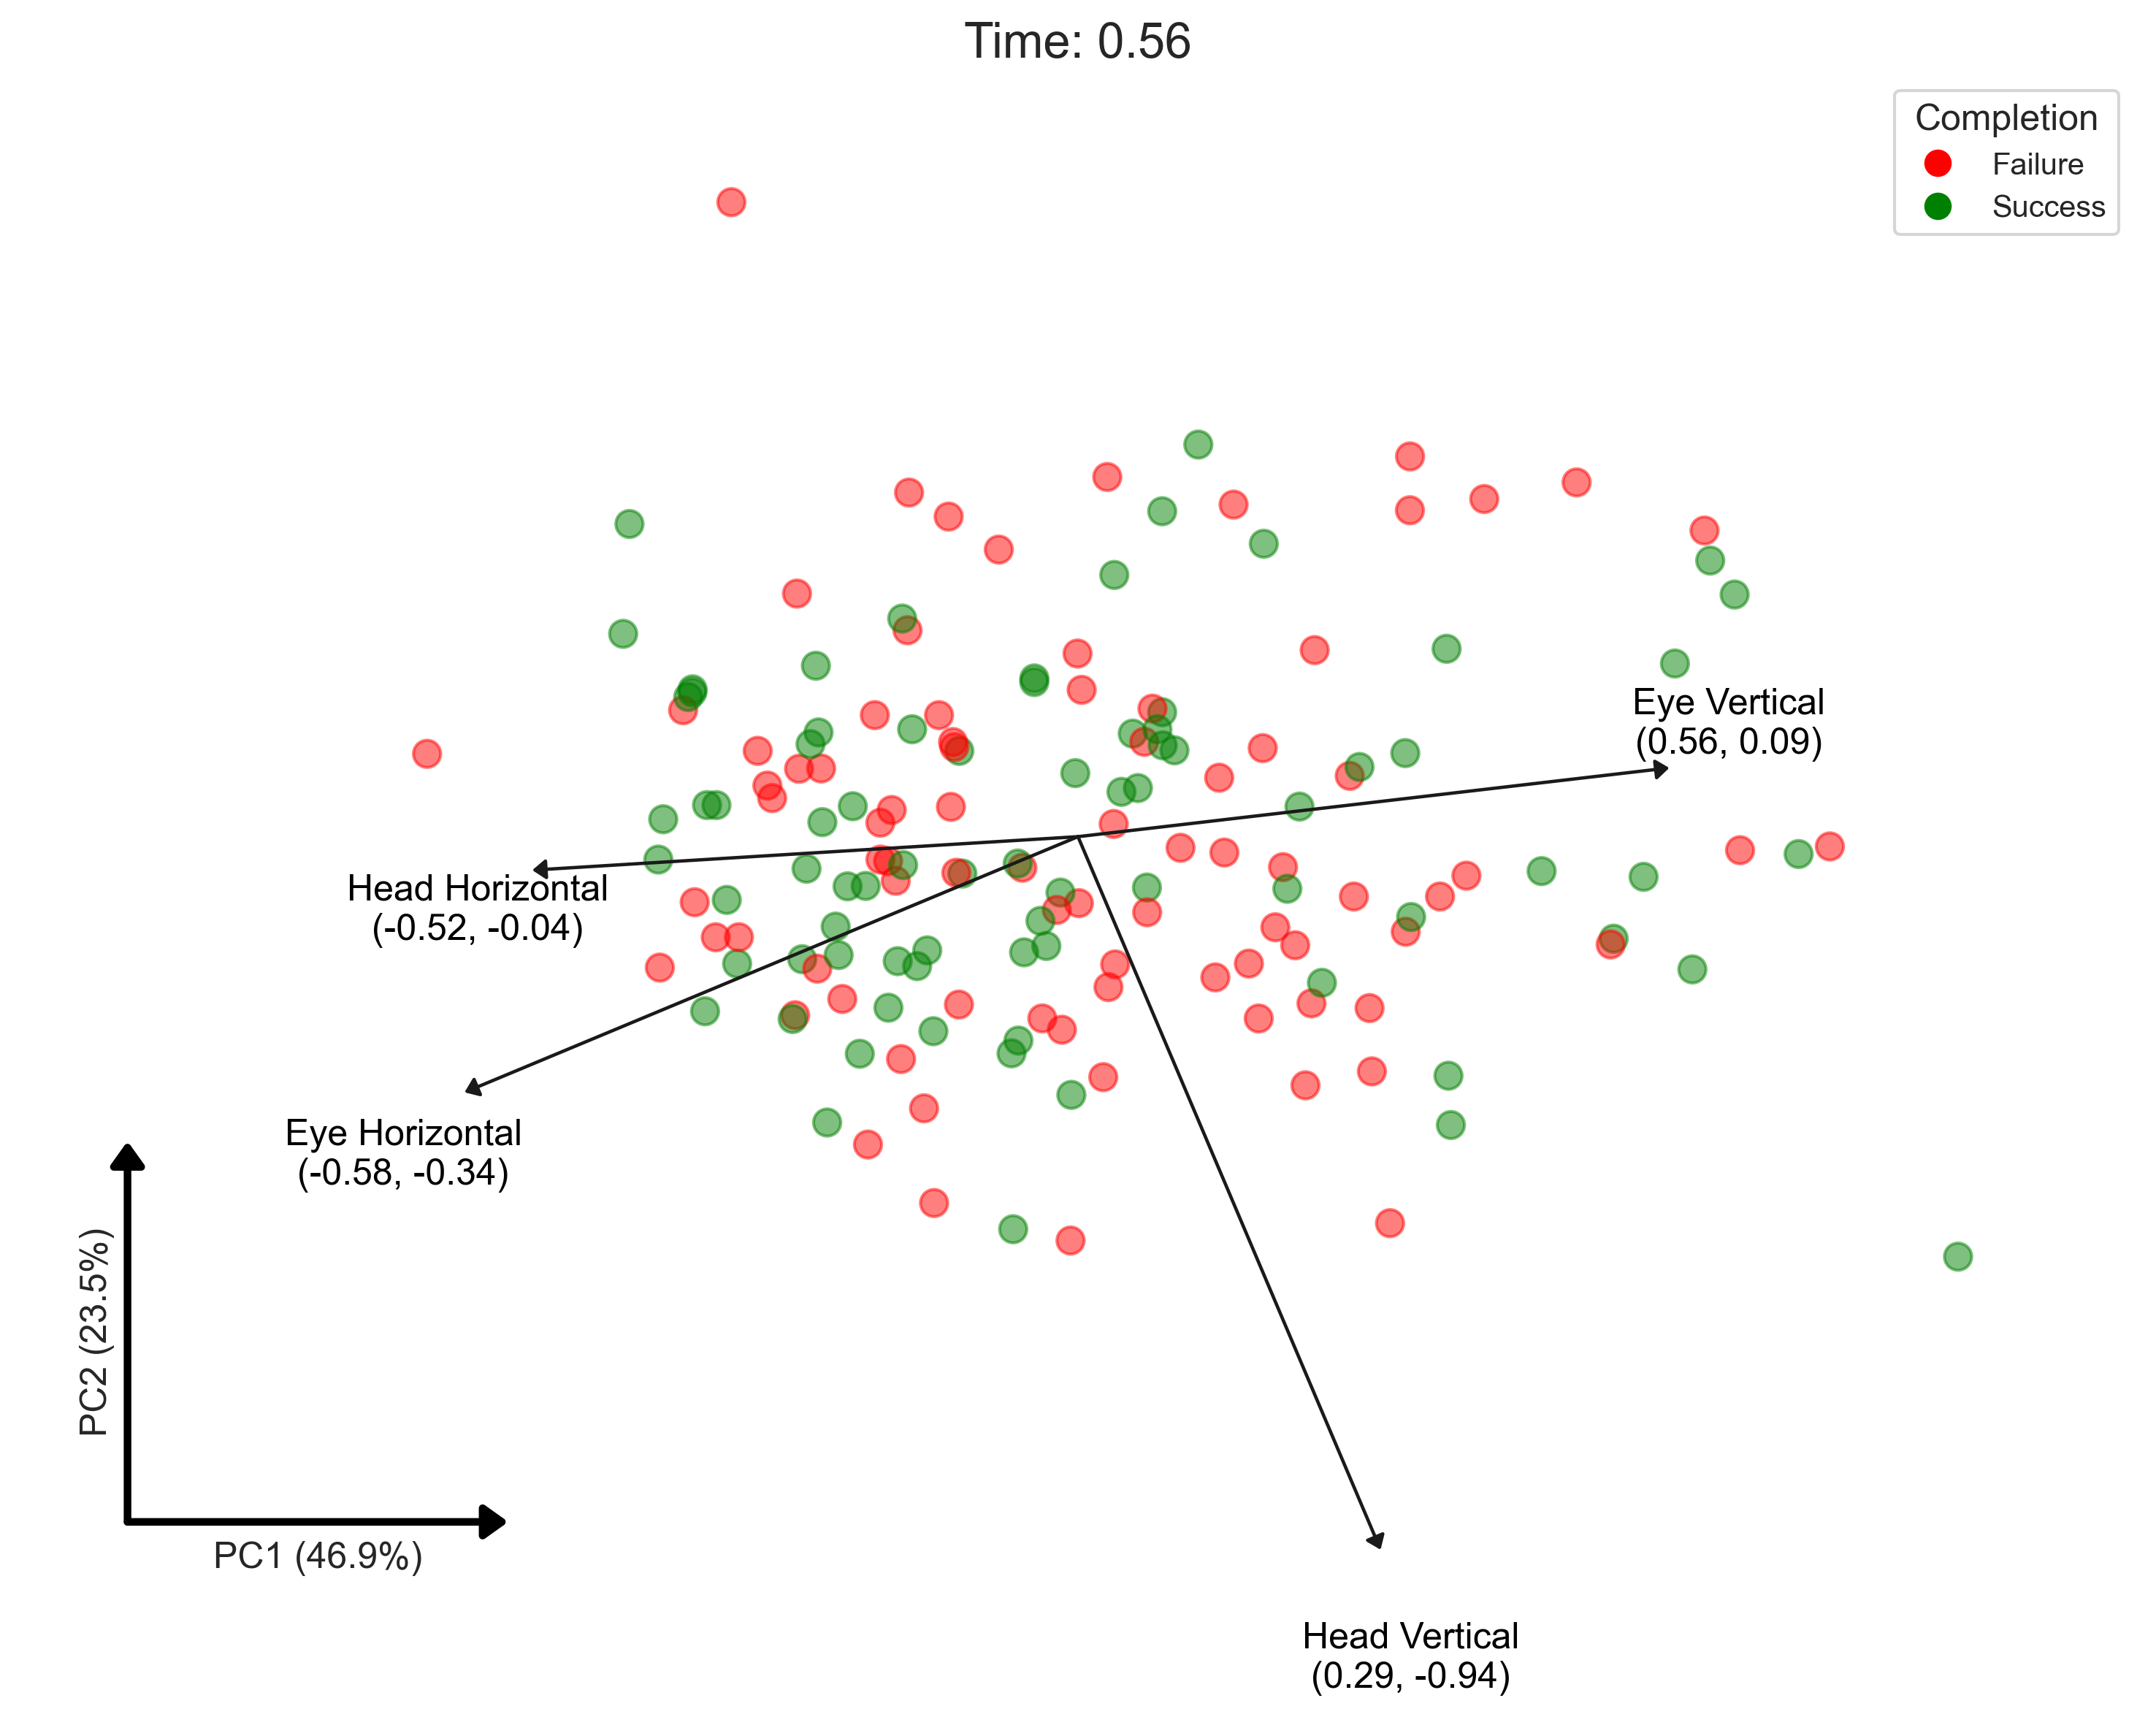 Time: 0.56
Completion
Failure
Success
Eye Vertical
(0.56, 0.09)
Head Horizontal
(-0.52, -0.04)
Eye Horizontal
(-0.58, -0.34)
PC2 (23.5%)
PC1 (46.9%)
Head Vertical
(0.29, -0.94)